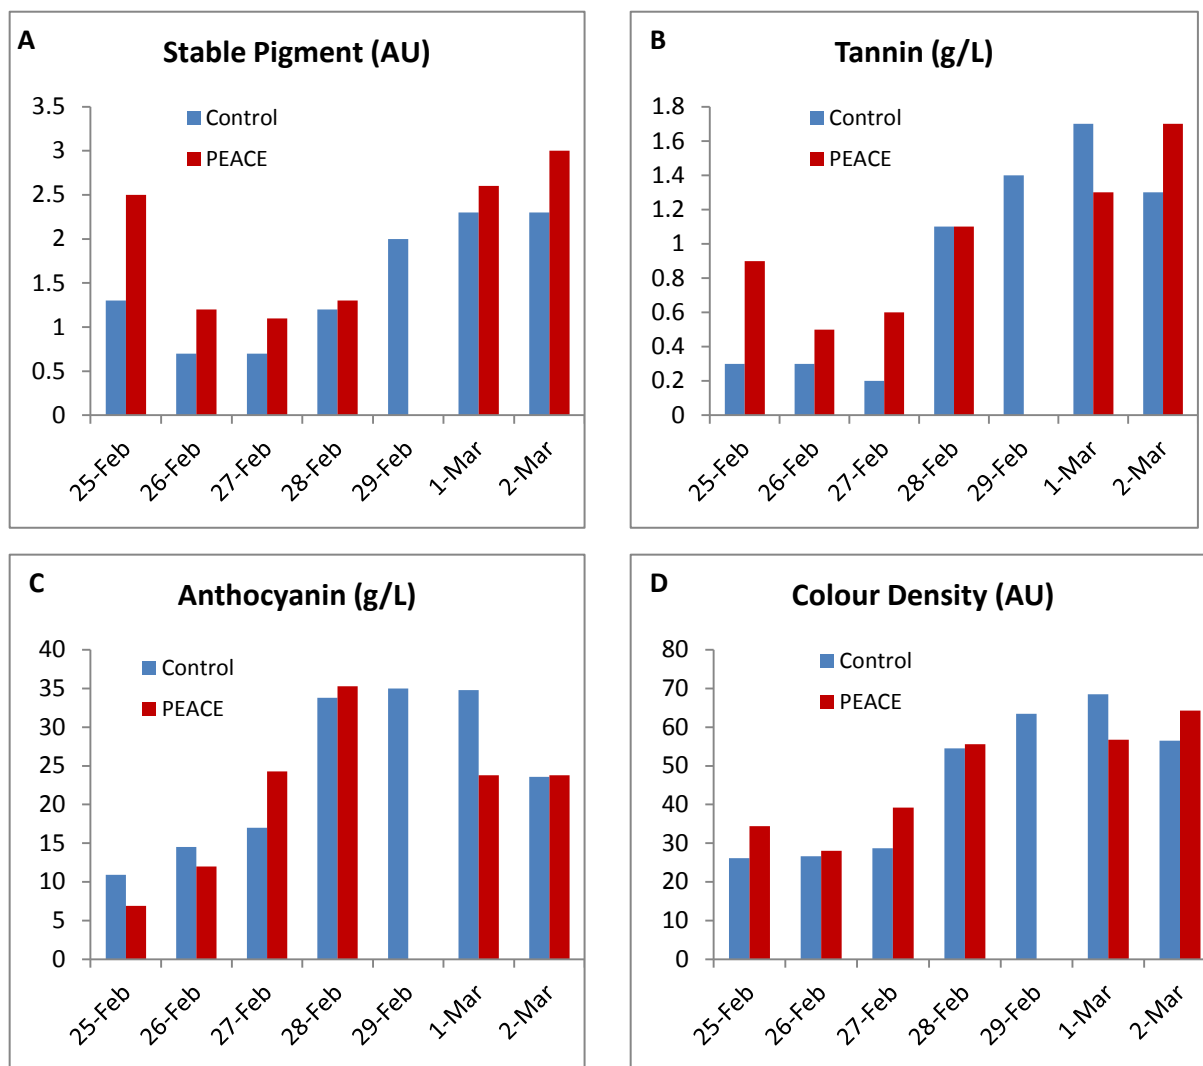 A
Stable Pigment (AU)
Control
PEACE
3.5
3
2.5
2
1.5
1
0.5
0
25-Feb
26-Feb
27-Feb
28-Feb
29-Feb
1-Mar
2-Mar
B
Tannin (g/L)
Control
PEACE
1.8
1.6
1.4
1.2
1
0.8
0.6
0.4
0.2
0
25-Feb
26-Feb
27-Feb
28-Feb
29-Feb
1-Mar
2-Mar
C
Anthocyanin (g/L)
Control
PEACE
40
35
30
25
20
15
10
5
0
25-Feb
26-Feb
27-Feb
28-Feb
29-Feb
1-Mar
2-Mar
D
Colour Density (AU)
Control
PEACE
80
70
60
50
40
30
20
10
0
25-Feb
26-Feb
27-Feb
28-Feb
29-Feb
1-Mar
2-Mar